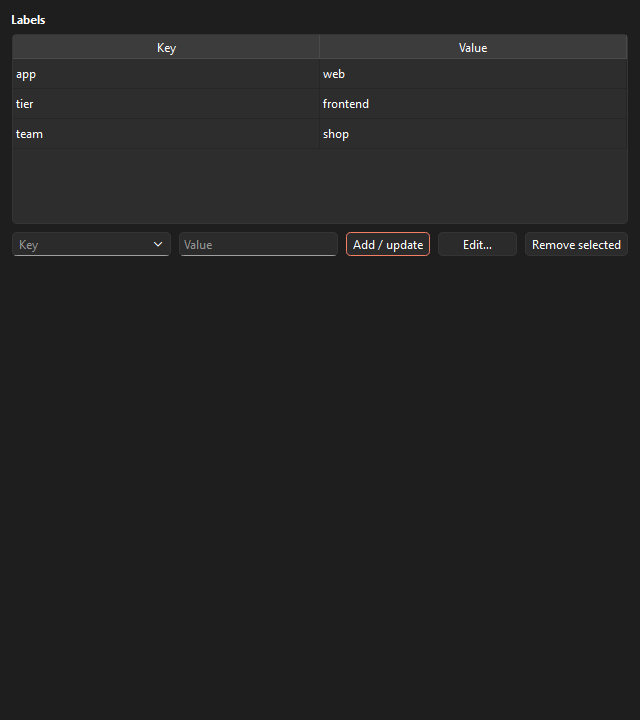 Labels
Key Value
app web
tier frontend
team shop
Key Value Add / update Edit... Remove selected